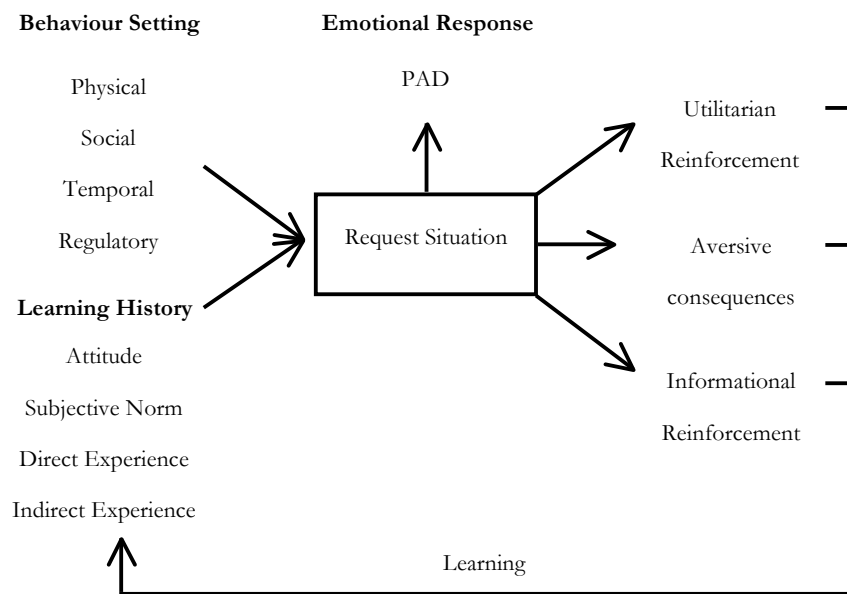 Behaviour Setting
Physical
Social
Temporal
Regulatory
Learning History
Attitude
Subjective Norm
Direct Experience
Indirect Experience
Emotional Response
PAD
Request Situation
Utilitarian
Reinforcement
Aversive
consequences
Informational
Reinforcement
Learning